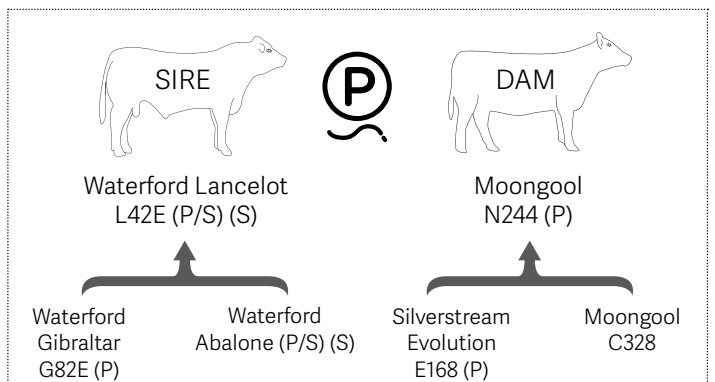 SIRE
P
DAM
Waterford Lancelot
L42E (P/S) (S)
Moongool
N244 (P)
Waterford
Gibraltar
G82E (P)
Waterford
Abalone (P/S) (S)
Silverstream
Evolution
E168 (P)
Moongool
C328